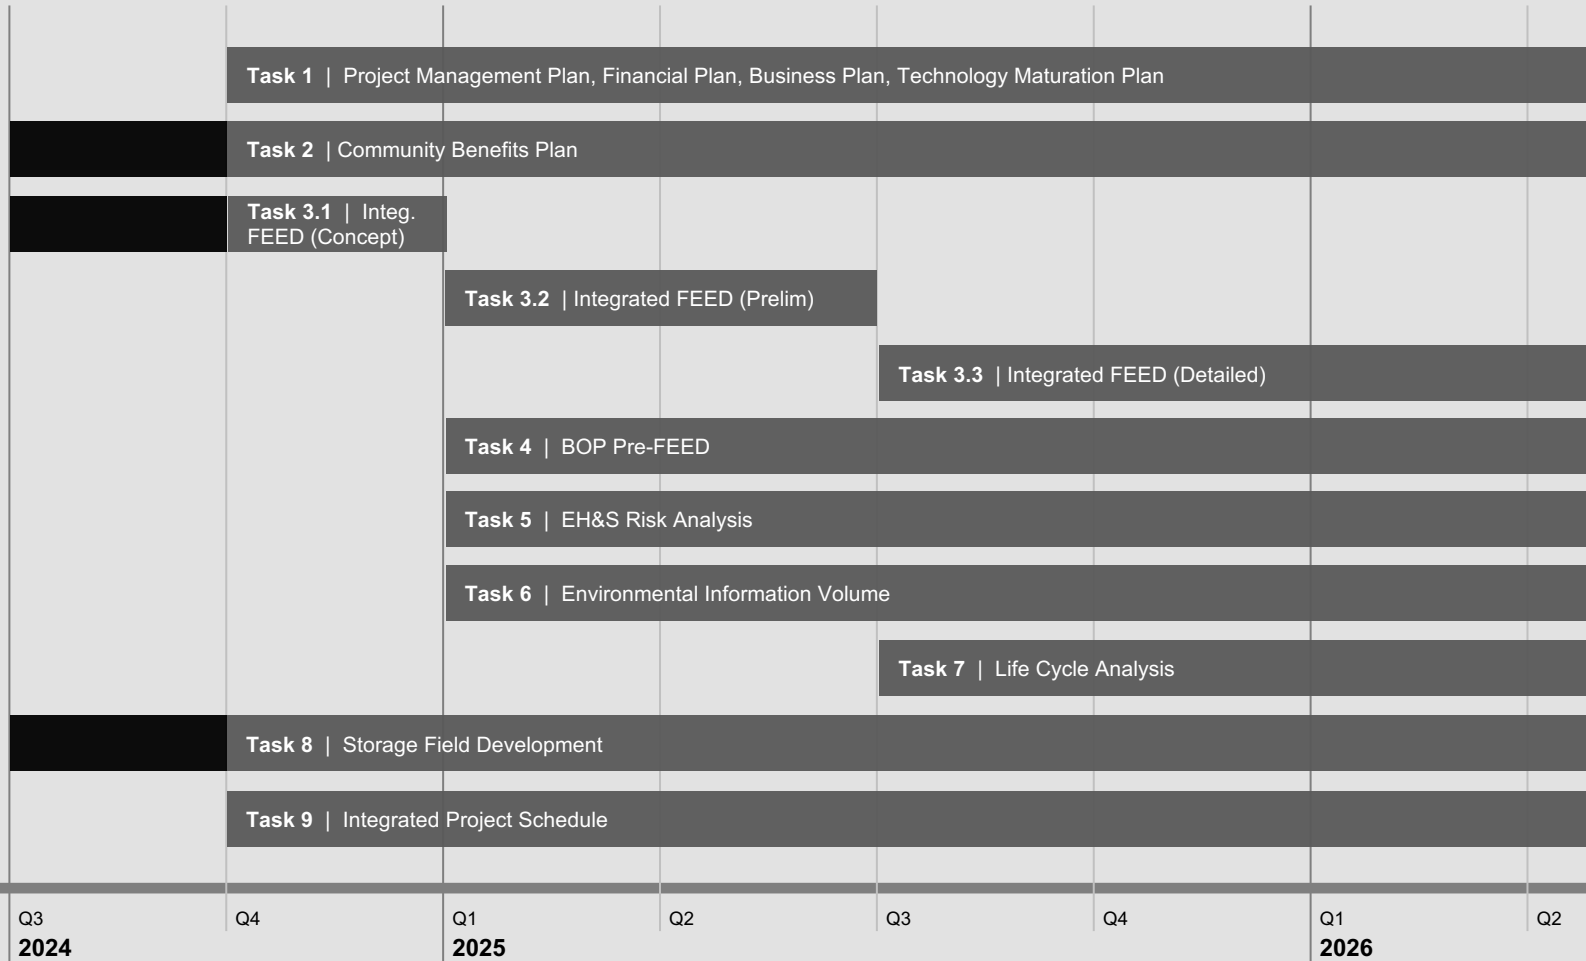 Task 1 | Project Management Plan, Financial Plan, Business Plan, Technology Maturation Plan
Task 2 | Community Benefits Plan
Task 3.1 | Integ.
FEED (Concept)
Task 3.2 | Integrated FEED (Prelim)
Task 3.3 | Integrated FEED (Detailed)
Task 4 | BOP Pre-FEED
Task 5 | EH&S Risk Analysis
Task 6 | Environmental Information Volume
Task 7 | Life Cycle Analysis
Task 8 | Storage Field Development
Task 9 | Integrated Project Schedule
Q3 Q4 Q1 Q2 Q3 Q4 Q1 Q2
2024 2025 2026